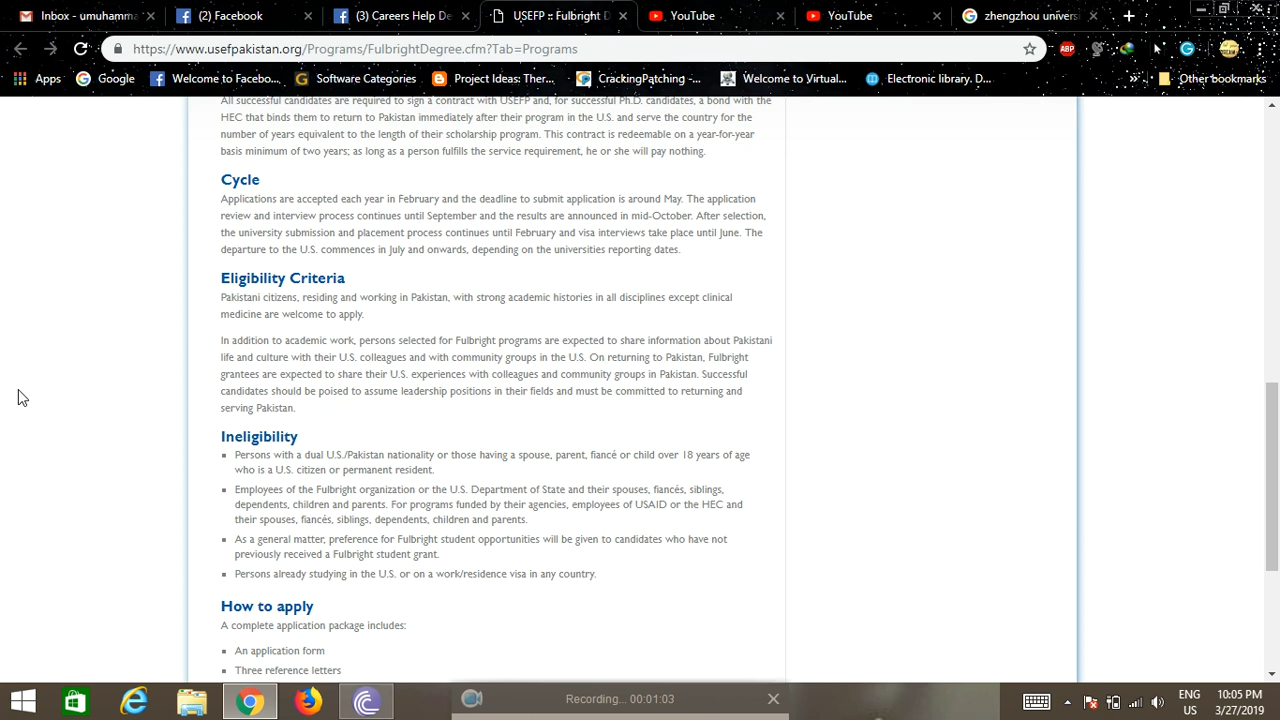 Inbox - umuhamma
(2) Facebook
(3) Careers Help De
USEFP :: Fulbright D
YouTube
YouTube
zhengzhou univers
https://www.usefpakistan.org/Programs/FulbrightDegree.cfm?Tab=Programs
ABP
Apps
Google
Welcome to Facebo...
Software Categories
Project Ideas: Ther...
CrackingPatching -...
Welcome to Virtual...
Electronic library. D...
Other bookmarks
All successful candidates are required to sign a contract with USEFP and, for successful Ph.D. candidates, a bond with the
HEC that binds them to return to Pakistan immediately after their program in the U.S. and serve the country for the
number of years equivalent to the length of their scholarship program. This contract is redeemable on a year-for-year
basis minimum of two years; as long as a person fulfills the service requirement, he or she will pay nothing.
Cycle
Applications are accepted each year in February and the deadline to submit application is around May. The application
review and interview process continues until September and the results are announced in mid-October. After selection,
the university submission and placement process continues until February and visa interviews take place until June. The
departure to the U.S. commences in July and onwards, depending on the universities reporting dates.
Eligibility Criteria
Pakistani citizens, residing and working in Pakistan, with strong academic histories in all disciplines except clinical
medicine are welcome to apply.
In addition to academic work, persons selected for Fulbright programs are expected to share information about Pakistani
life and culture with their U.S. colleagues and with community groups in the U.S. On returning to Pakistan, Fulbright
grantees are expected to share their U.S. experiences with colleagues and community groups in Pakistan. Successful
candidates should be poised to assume leadership positions in their fields and must be committed to returning and
serving Pakistan.
Ineligibility
Persons with a dual U.S./Pakistan nationality or those having a spouse, parent, fiancé or child over 18 years of age
who is a U.S. citizen or permanent resident.
Employees of the Fulbright organization or the U.S. Department of State and their spouses, fiancés, siblings,
dependents, children and parents. For programs funded by their agencies, employees of USAID or the HEC and
their spouses, fiancés, siblings, dependents, children and parents.
As a general matter, preference for Fulbright student opportunities will be given to candidates who have not
previously received a Fulbright student grant.
Persons already studying in the U.S. or on a work/residence visa in any country.
How to apply
A complete application package includes:
An application form
Three reference letters
Recording... 00:01:03
ENG
US
10:05 PM
3/27/2019